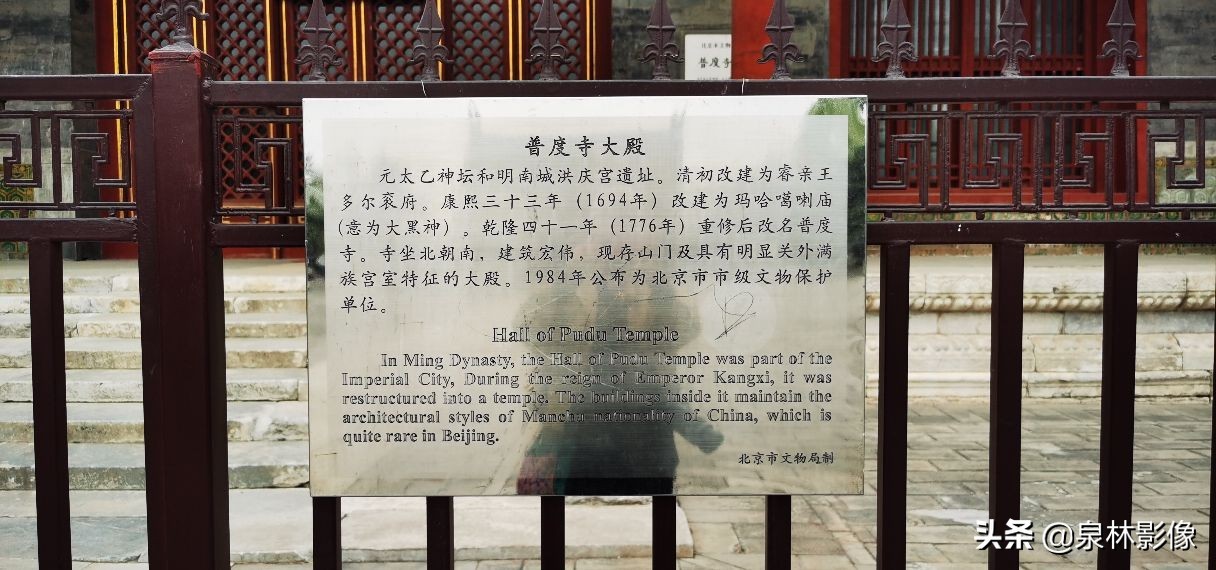 北京市文物
普度寺
普度寺大殿
元太乙神坛和明南城洪庆宫遗址。清初改建为睿亲王
多尔衮府。康熙三十三年（1694年）改建为玛哈噶喇庙
（意为大黑神）。乾隆四十一年（1776年）重修后改名普度
寺。寺坐北朝南，建筑宏伟，现存山门及具有明显关外满
族宫室特征的大殿。1984年公布为北京市市级文物保护
单位。
Hall of Pudu Temple
In Ming Dynasty, the Hall of Pudu Temple was part of the
Imperial City, During the reign of Emperor Kangxi, it was
restructured into a temple. The buildings inside it maintain the
architectural styles of Manchu nationality of China, which is
quite rare in Beijing.
北京市文物局制
头条 @泉林影像